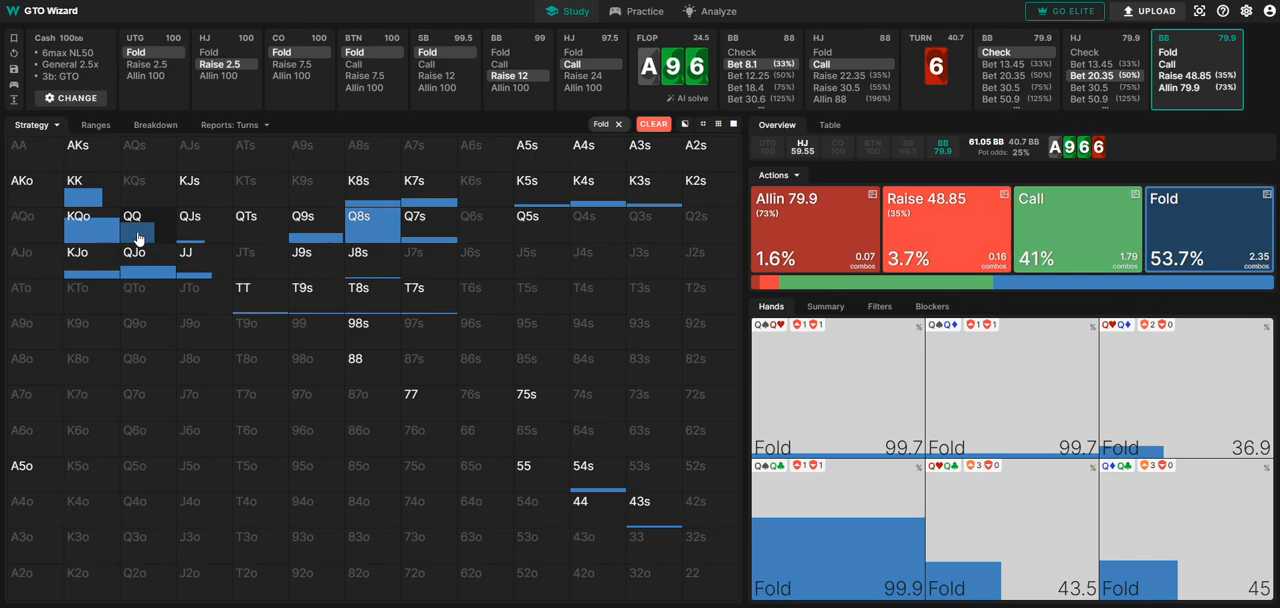 GTO Wizard
Study
Practice
Analyze
GO ELITE
UPLOAD
Cash 100bb
• 6max NL50
• General 2.5x
• 3b: GTO
CHANGE
UTG 100
Fold
Raise 2.5
Allin 100
HJ 100
Fold
Raise 2.5
Allin 100
CO 100
Fold
Raise 7.5
Allin 100
BTN 100
Fold
Call
Raise 7.5
Allin 100
SB 99.5
Fold
Call
Raise 12
Allin 100
BB 99
Fold
Call
Raise 12
Allin 100
HJ 97.5
Fold
Call
Raise 24
Allin 100
FLOP 24.5
A 9 6
AI solve
BB 88
Check
Bet 8.1 (33%)
Bet 12.25 (50%)
Bet 18.4 (75%)
Bet 30.6 (125%)
HJ 88
Fold
Call
Raise 22.35 (35%)
Raise 30.5 (55%)
Allin 88 (196%)
TURN 40.7
6
BB 79.9
Check
Bet 13.45 (33%)
Bet 20.35 (50%)
Bet 30.5 (75%)
Bet 50.9 (125%)
HJ 79.9
Check
Bet 13.45 (33%)
Bet 20.35 (50%)
Bet 30.5 (75%)
Bet 50.9 (125%)
BB 79.9
Fold
Call
Raise 48.85 (35%)
Allin 79.9 (73%)
Strategy
Ranges
Breakdown
Reports: Turns
Fold ×
CLEAR
AA AKs AQs AJs ATs A9s A8s A7s A6s A5s A4s A3s A2s
AKo KK KQs KJs KTs K9s K8s K7s K6s K5s K4s K3s K2s
AQo KQo QQ QJs QTs Q9s Q8s Q7s Q6s Q5s Q4s Q3s Q2s
AJo KJo QJo JJ JTs J9s J8s J7s J6s J5s J4s J3s J2s
ATo KTo QTo JTo TT T9s T8s T7s T6s T5s T4s T3s T2s
A9o K9o Q9o J9o T9o 99 98s 97s 96s 95s 94s 93s 92s
A8o K8o Q8o J8o T8o 98o 88 87s 86s 85s 84s 83s 82s
A7o K7o Q7o J7o T7o 97o 87o 77 76s 75s 74s 73s 72s
A6o K6o Q6o J6o T6o 96o 86o 76o 66 65s 64s 63s 62s
A5o K5o Q5o J5o T5o 95o 85o 75o 65o 55 54s 53s 52s
A4o K4o Q4o J4o T4o 94o 84o 74o 64o 54o 44 43s 42s
A3o K3o Q3o J3o T3o 93o 83o 73o 63o 53o 43o 33 32s
A2o K2o Q2o J2o T2o 92o 82o 72o 62o 52o 42o 32o 22
Overview
Table
UTG 100
HJ 59.55
CO 100
BTN 100
SB 99.5
BB 79.9
61.05 BB 40.7 BB
Pot odds: 25%
A 9 6 6
Actions
Allin 79.9
(73%)
1.6%
0.07 combos
Raise 48.85
(35%)
3.7%
0.16 combos
Call
41%
1.79 combos
Fold
53.7%
2.35 combos
Hands
Summary
Filters
Blockers
Q♠Q♥ 1 1 %
Fold 99.7
Q♠Q♦ 1 1 %
Fold 99.7
Q♥Q♦ 2 0 %
Fold 36.9
Q♠Q♣ 1 1 %
Fold 99.9
Q♥Q♣ 3 0 %
Fold 43.5
Q♦Q♣ 3 0 %
Fold 45